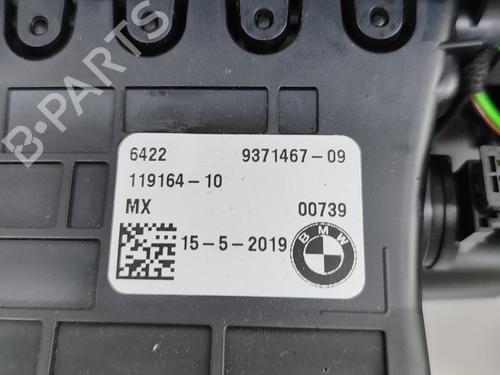 B-PARTS
6422 9371467-09
119164-10
MX 00739
15-5-2019 BMW